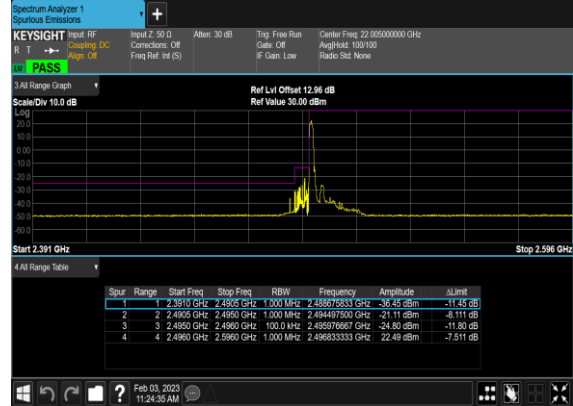 Spectrum Analyzer 1
Spurious Emissions
KEYSIGHT Input: RF Input Z: 50 Ω Atten: 30 dB Trig: Free Run Center Freq: 22.005000000 GHz
R T Coupling: DC Corrections: Off Gate: Off Avg|Hold: 100/100
Align: Off Freq Ref: Int (S) IF Gain: Low Radio Std: None
PASS
3 All Range Graph
Ref Lvl Offset 12.96 dB
Scale/Div 10.0 dB Ref Value 30.00 dBm
Log
20.0
10.0
0.00
-10.0
-20.0
-30.0
-40.0
-50.0
-60.0
Start 2.391 GHz Stop 2.596 GHz
4 All Range Table
Spur Range Start Freq Stop Freq RBW Frequency Amplitude ΔLimit
1 1 2.3910 GHz 2.4905 GHz 1.000 MHz 2.488675833 GHz -36.45 dBm -11.45 dB
2 2 2.4905 GHz 2.4950 GHz 1.000 MHz 2.494497500 GHz -21.11 dBm -8.111 dB
3 3 2.4950 GHz 2.4960 GHz 100.0 kHz 2.495976667 GHz -24.80 dBm -11.80 dB
4 4 2.4960 GHz 2.5960 GHz 1.000 MHz 2.496833333 GHz 22.49 dBm -7.511 dB
? Feb 03, 2023
11:24:35 AM